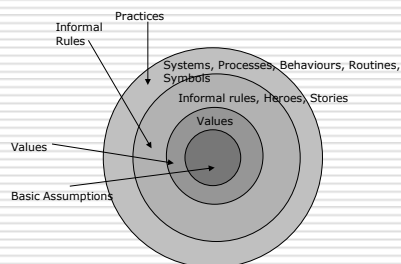 Practices
Informal
Rules
Systems, Processes, Behaviours, Routines,
Symbols
Informal rules, Heroes, Stories
Values
Values
Basic Assumptions